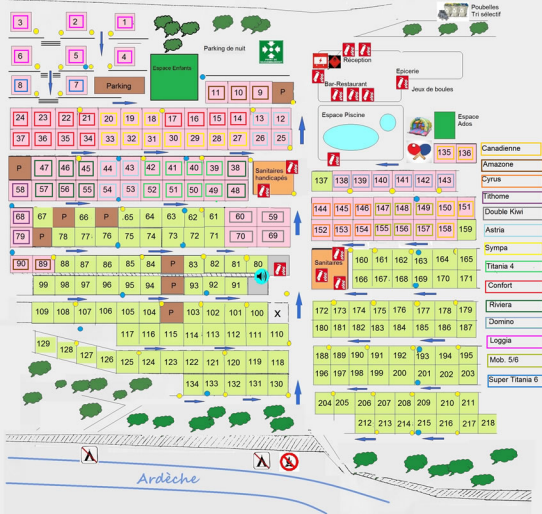 Poubelles
Tri sélectif
3 2 1
Parking de nuit
Réception
6 5 4
Espace Enfants
Epicerie
8 7
Parking
Bar-Restaurant
Jeux de boules
11 10 9 P
Espace Piscine
Espace
Ados
24 23 22 21 20 19 18 17 16 15 14 13 12
37 36 35 34 33 32 31 30 29 28 27 26 25
135 136
Canadienne
Amazone
P 47 46 45 44 43 42 41 40 39 38
Sanitaires
handicapés
58 57 56 55 54 53 52 51 50 49 48
137 138 139 140 141 142 143
Cyrus
Tithome
68 67 P 66 P 65 64 63 62 61 60 59
79 P 78 77 76 75 74 73 72 71 70 69
144 145 146 147 148 149 150 151
152 153 154 155 156 157 158 159
Double Kiwi
Astria
Sympa
90 89 88 87 86 85 84 P 83 82 81 80
99 98 97 96 95 94 P 93 92 91
Sanitaires
161 162 163 164 165
166 167 168 169 170 171
Titania 4
Confort
109 108 107 106 105 104 P 103 102 101 100 X
117 116 115 114 113 112 111 110
172 173 174 175 176 177 178 179
180 181 182 183 184 185 186 187
Riviera
Domino
Loggia
129 128 127 126 125 124 123 122 121 120 119 118
188 189 190 191 192 193 194 195
196 197 198 199 200 201 202 203
Mob. 5/6
Super Titania 6
134 133 132 131 130
204 205 206 207 208 209 210 211
212 213 214 215 216 217 218
Ardèche